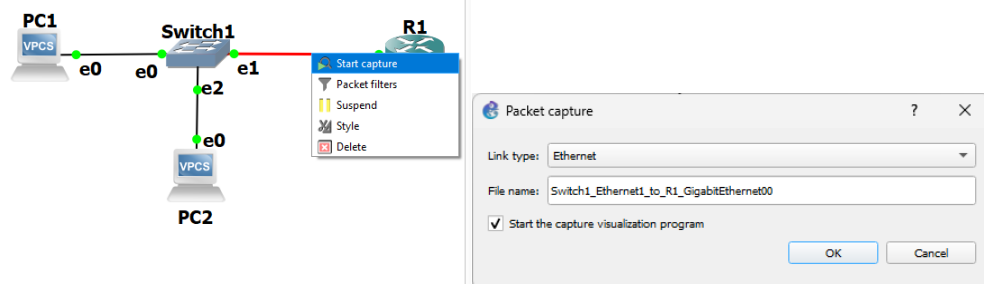 PC1
VPCS
e0
e0
Switch1
e1
R1
e2
e0
VPCS
PC2
Start capture
Packet filters
Suspend
Style
Delete
Packet capture
?
Link type: Ethernet
File name: Switch1_Ethernet1_to_R1_GigabitEthernet00
Start the capture visualization program
OK Cancel